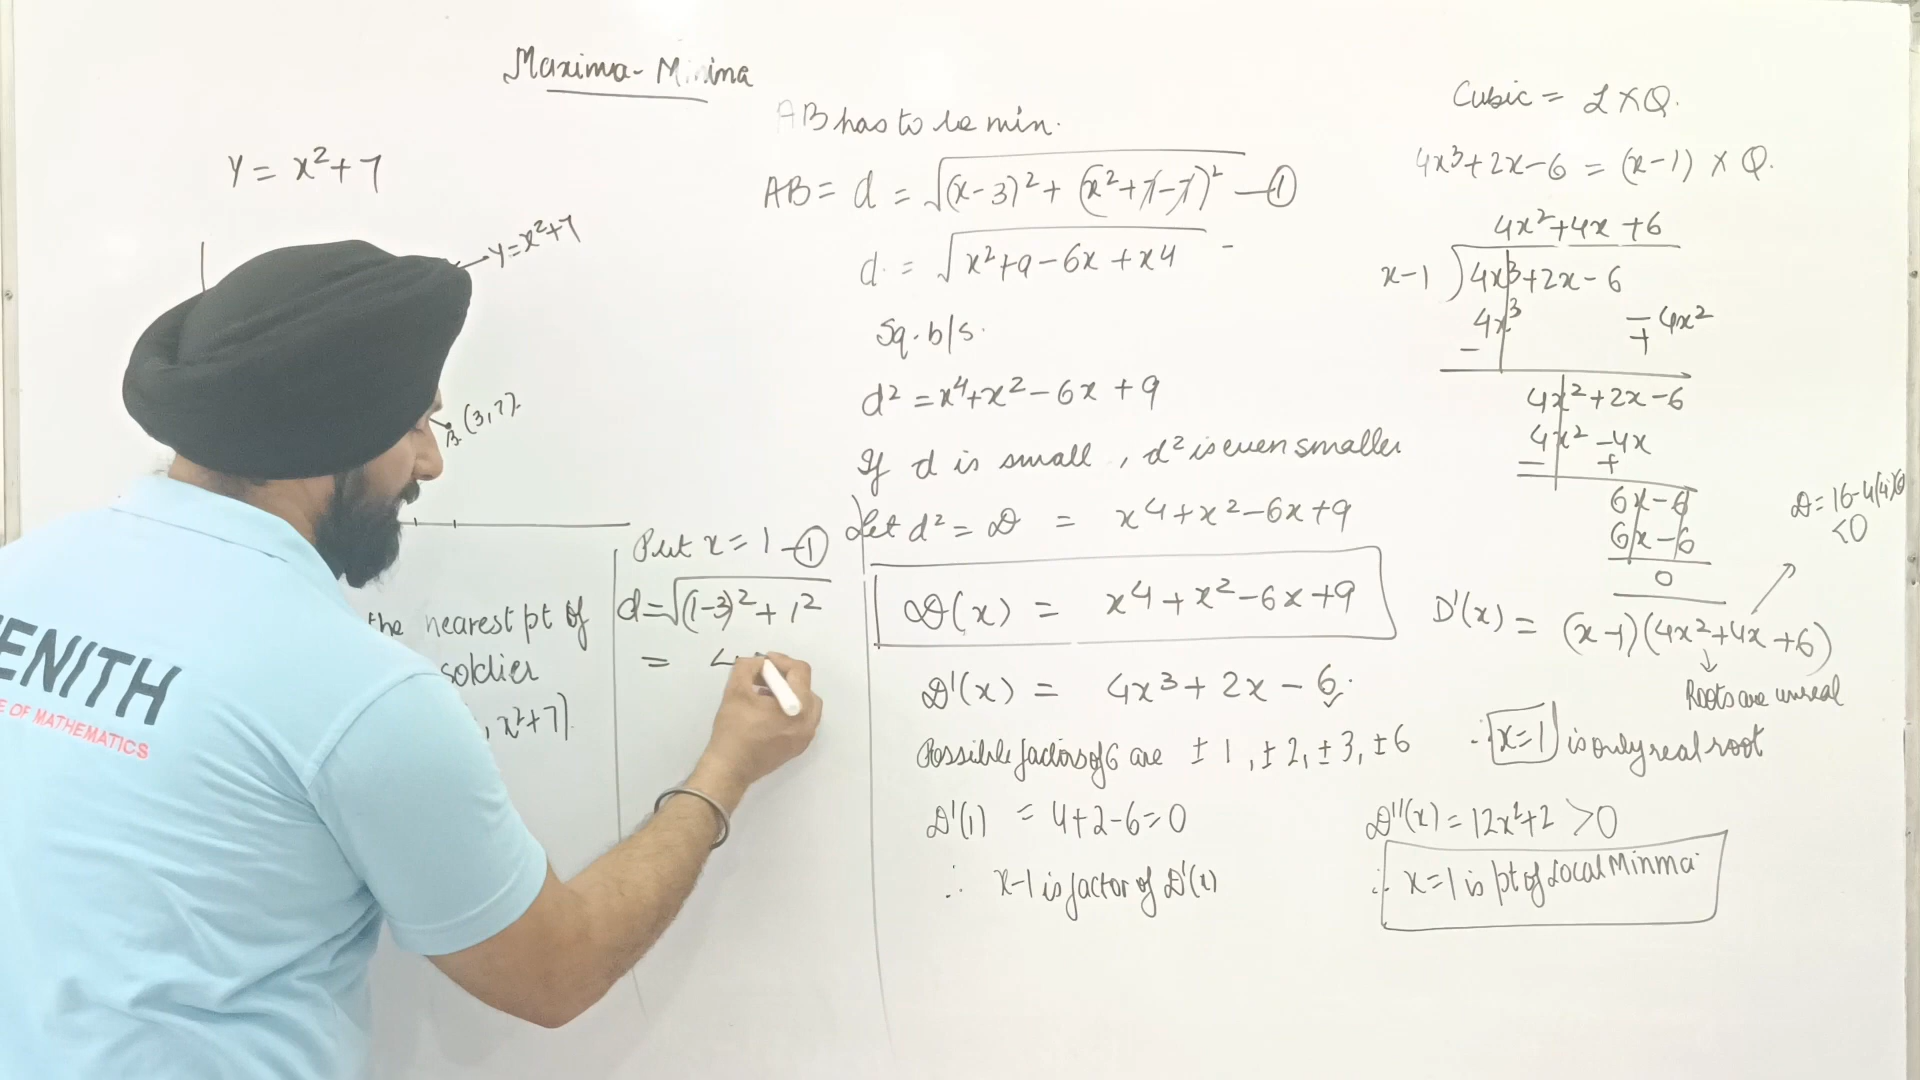 Maxima-Minima
Y = x²+7
y=x²+7
B (3,7).
the nearest pt of
soldier
, x²+7).
Put x=1 -①
d=√(1-3)²+1²
=
AB has to be min.
AB = d = √(x-3)²+(x²+7-7)² -①
d = √x²+9-6x+x4
Sq. b/s.
d² = x⁴+x²-6x+9
If d is small, d² is even smaller
Let d² = D = x4+x²-6x+9
D(x) = x4+x²-6x+9
D'(x) = 4x³+2x-6.
Possible factors of 6 are ±1, ±2, ±3, ±6
D'(1) = 4+2-6=0
∴ x-1 is factor of D'(x)
Cubic = L×Q.
4x³+2x-6 = (x-1) × Q.
4x²+4x+6
x-1 ) 4x³+2x-6
4x³ - 4x²
- +
4x²+2x-6
4x² -4x
- +
6x-6
6x-6
0
D=16-4(4)(6)
<0
D'(x) = (x-1)(4x²+4x+6)
Roots are unreal
∴ x=1 is only real root
D''(x) = 12x²+2 >0
∴ x=1 is pt of Local Minma
ENITH
E OF MATHEMATICS